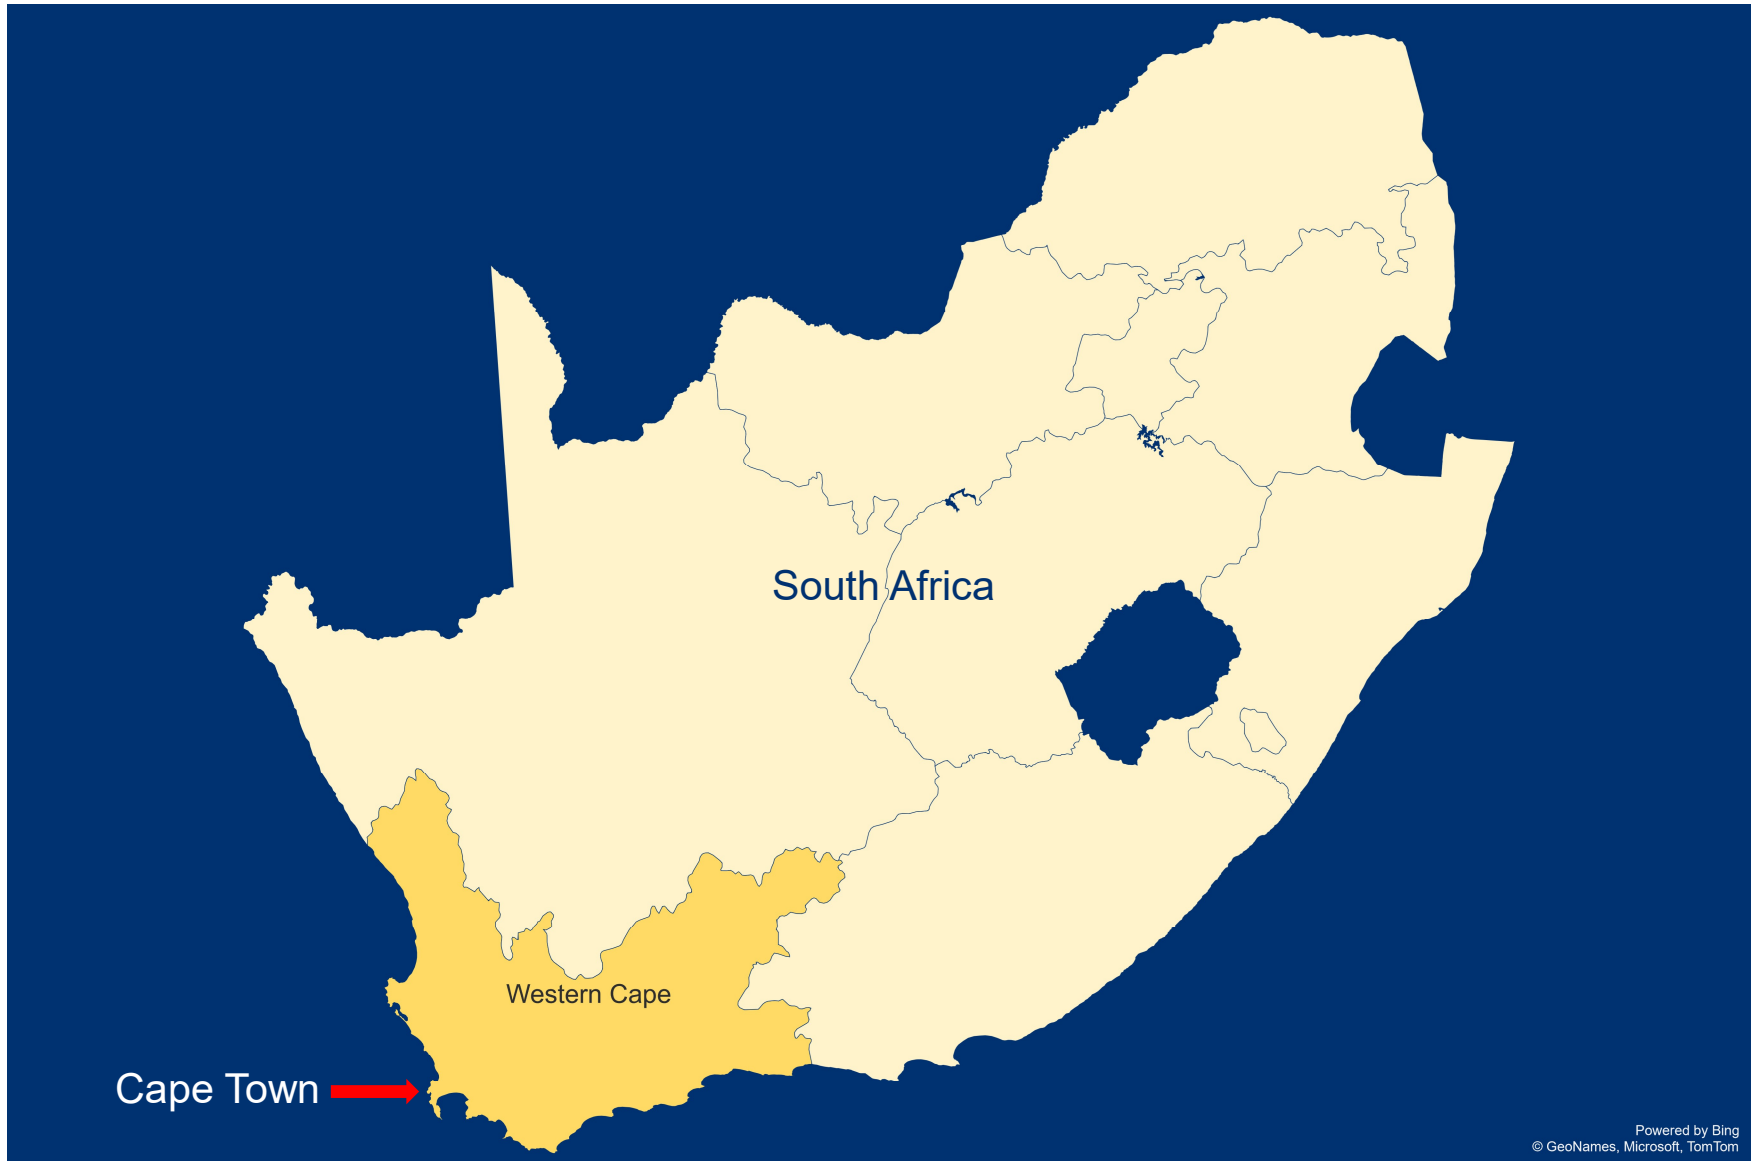 South Africa
Western Cape
Cape Town
Powered by Bing
© GeoNames, Microsoft, TomTom